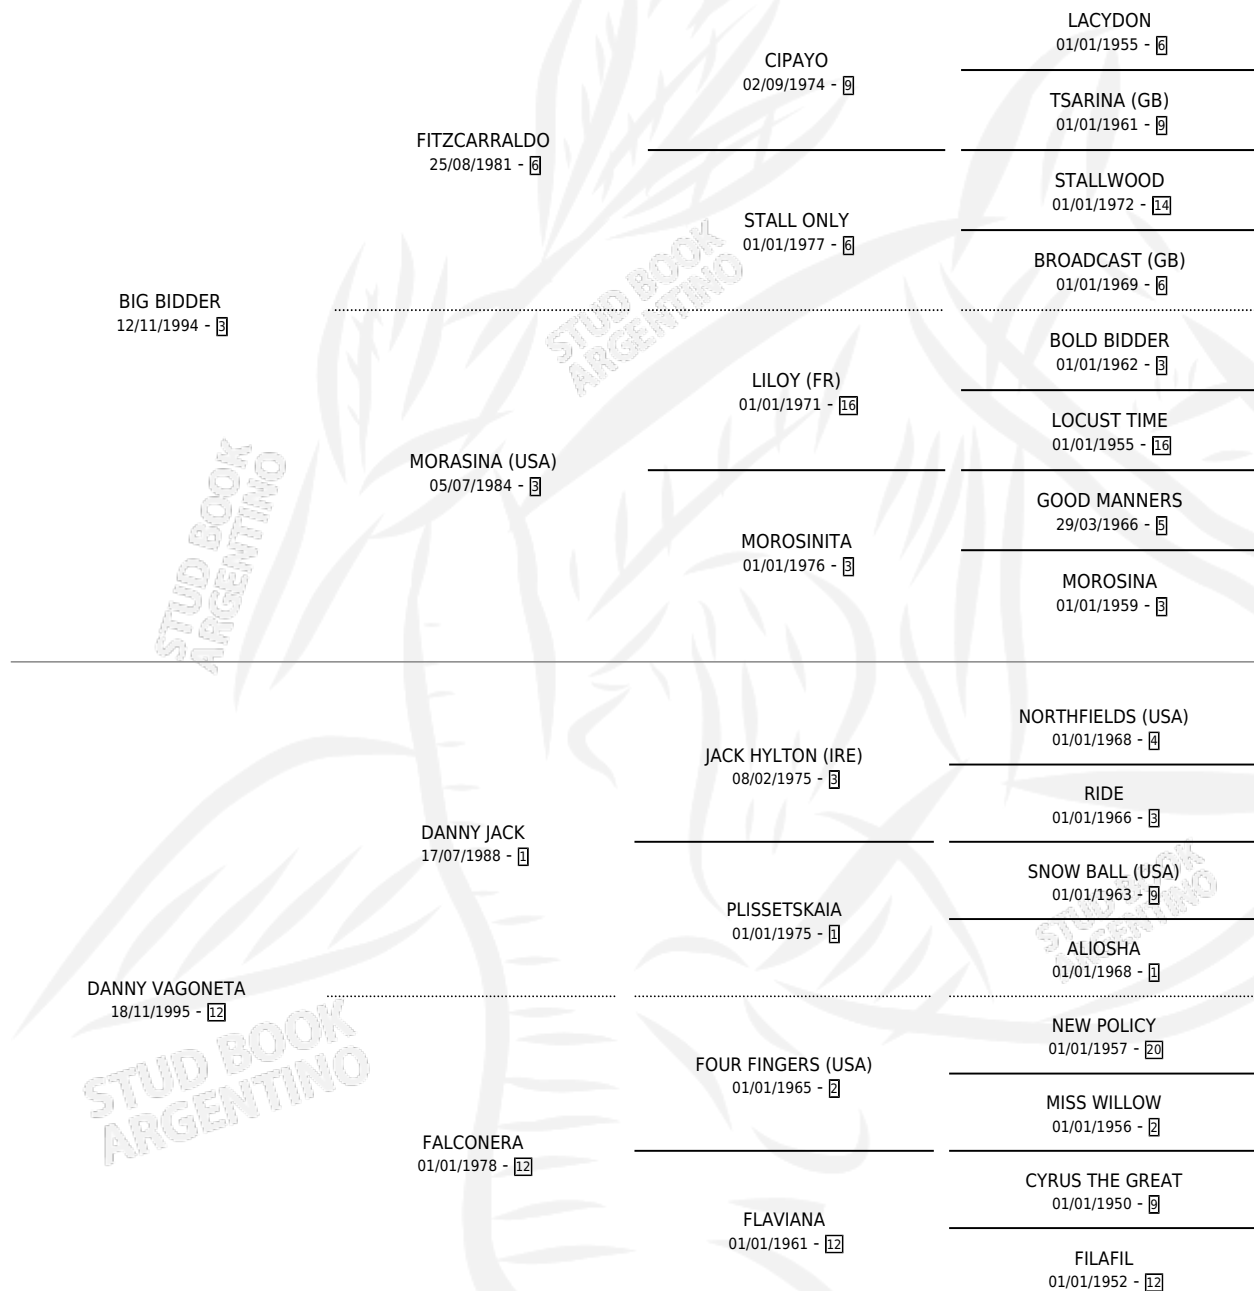 LACYDON
01/01/1955 - 6
CIPAYO
02/09/1974 - 9
TSARINA (GB)
01/01/1961 - 9
FITZCARRALDO
25/08/1981 - 6
STALLWOOD
01/01/1972 - 14
STALL ONLY
01/01/1977 - 6
BROADCAST (GB)
01/01/1969 - 6
BIG BIDDER
12/11/1994 - 3
BOLD BIDDER
01/01/1962 - 3
LILOY (FR)
01/01/1971 - 16
LOCUST TIME
01/01/1955 - 16
MORASINA (USA)
05/07/1984 - 3
GOOD MANNERS
29/03/1966 - 5
MOROSINITA
01/01/1976 - 3
MOROSINA
01/01/1959 - 3
NORTHFIELDS (USA)
01/01/1968 - 4
JACK HYLTON (IRE)
08/02/1975 - 3
RIDE
01/01/1966 - 3
DANNY JACK
17/07/1988 - 1
SNOW BALL (USA)
01/01/1963 - 9
PLISSETSKAIA
01/01/1975 - 1
ALIOSHA
01/01/1968 - 1
DANNY VAGONETA
18/11/1995 - 12
NEW POLICY
01/01/1957 - 20
FOUR FINGERS (USA)
01/01/1965 - 2
MISS WILLOW
01/01/1956 - 2
FALCONERA
01/01/1978 - 12
CYRUS THE GREAT
01/01/1950 - 9
FLAVIANA
01/01/1961 - 12
FILAFIL
01/01/1952 - 12
STUD BOOK
ARGENTINO
STUD BOOK
ARGENTINO
STUD BOOK
ARGENTINO
STUD BOOK
ARGENTINO